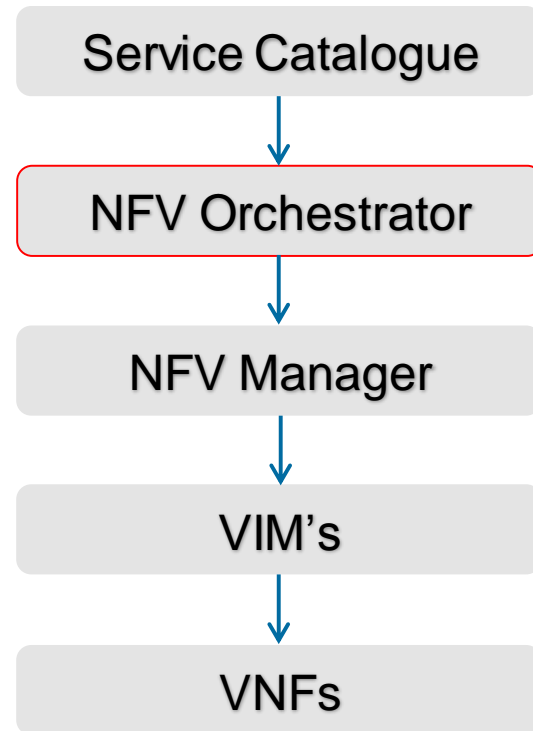 Service Catalogue
NFV Orchestrator
NFV Manager
VIM’s
VNFs